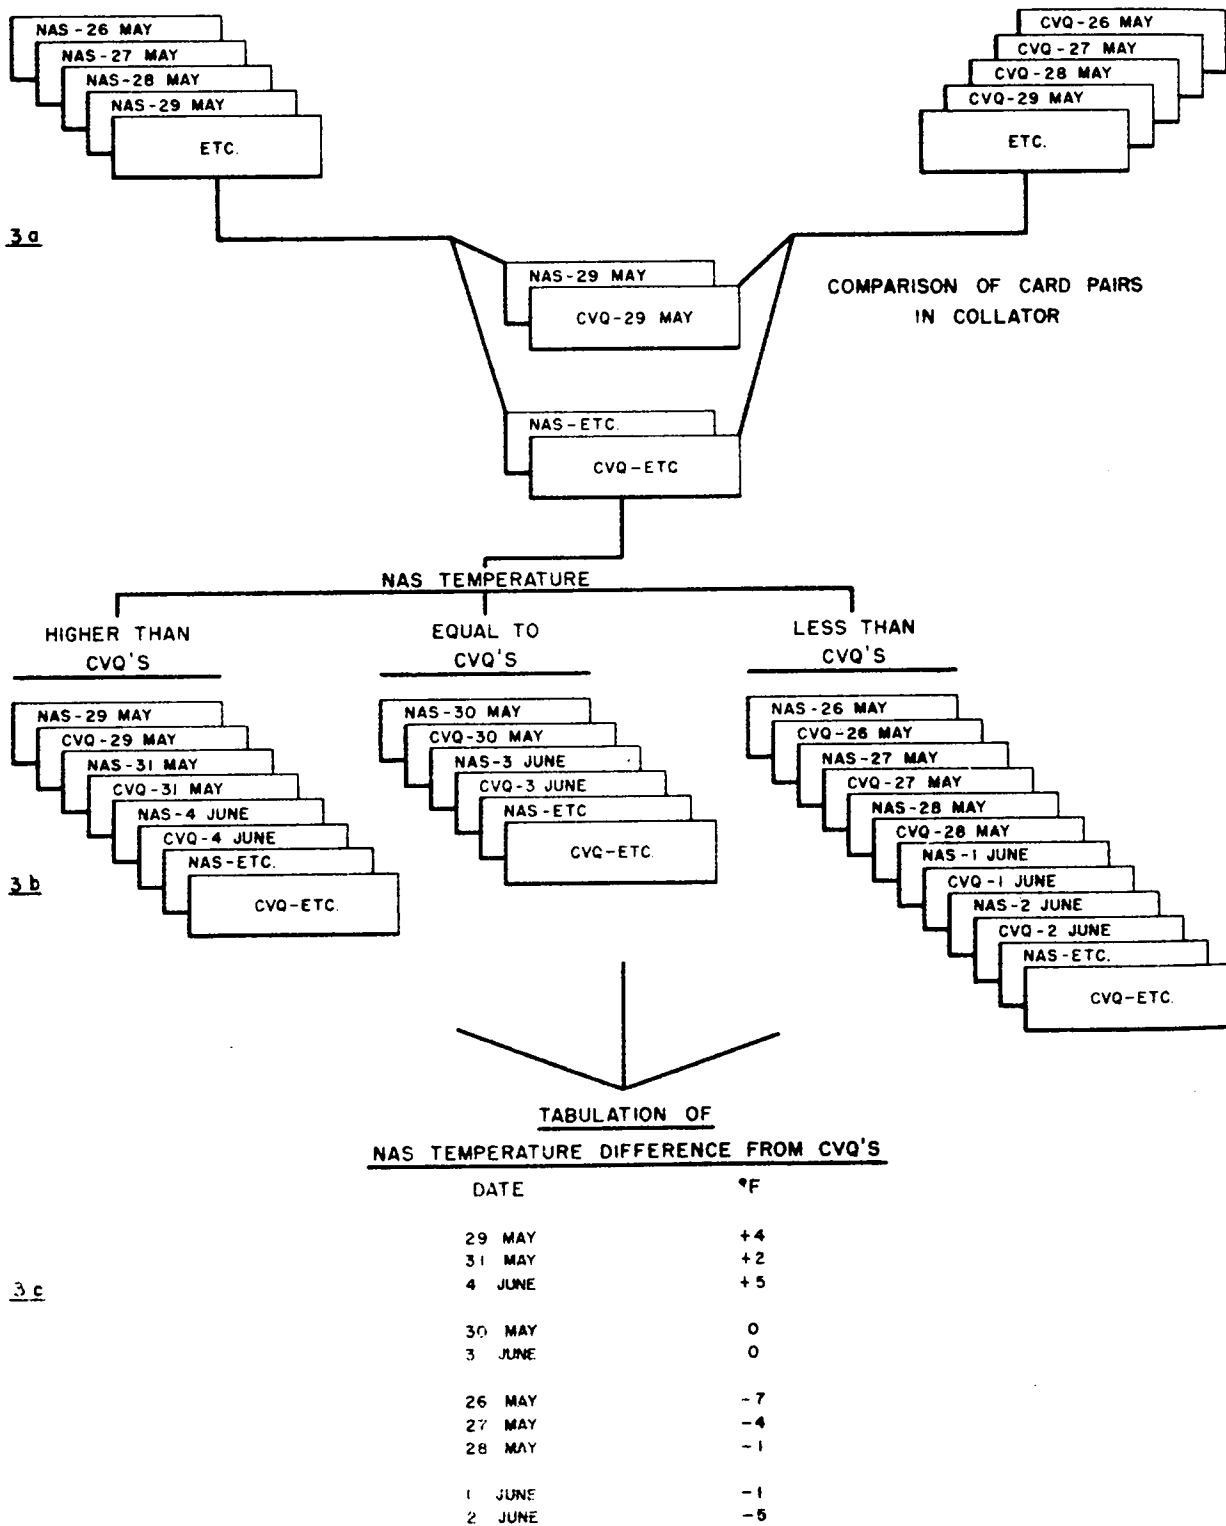 NAS-26 MAY
NAS-27 MAY
NAS-28 MAY
NAS-29 MAY
ETC.
CVQ-26 MAY
CVQ-27 MAY
CVQ-28 MAY
CVQ-29 MAY
ETC.
3a
NAS-29 MAY
CVQ-29 MAY
COMPARISON OF CARD PAIRS
IN COLLATOR
NAS-ETC.
CVQ-ETC
NAS TEMPERATURE
HIGHER THAN
CVQ'S
EQUAL TO
CVQ'S
LESS THAN
CVQ'S
NAS-29 MAY
CVQ-29 MAY
NAS-31 MAY
CVQ-31 MAY
NAS-4 JUNE
CVQ-4 JUNE
NAS-ETC.
CVQ-ETC.
NAS-30 MAY
CVQ-30 MAY
NAS-3 JUNE
CVQ-3 JUNE
NAS-ETC
CVQ-ETC.
NAS-26 MAY
CVQ-26 MAY
NAS-27 MAY
CVQ-27 MAY
NAS-28 MAY
CVQ-28 MAY
NAS-1 JUNE
CVQ-1 JUNE
NAS-2 JUNE
CVQ-2 JUNE
NAS-ETC.
CVQ-ETC.
3b
TABULATION OF
NAS TEMPERATURE DIFFERENCE FROM CVQ'S
DATE °F
29 MAY +4
31 MAY +2
4 JUNE +5
3c
30 MAY 0
3 JUNE 0
26 MAY -7
27 MAY -4
28 MAY -1
1 JUNE -1
2 JUNE -5